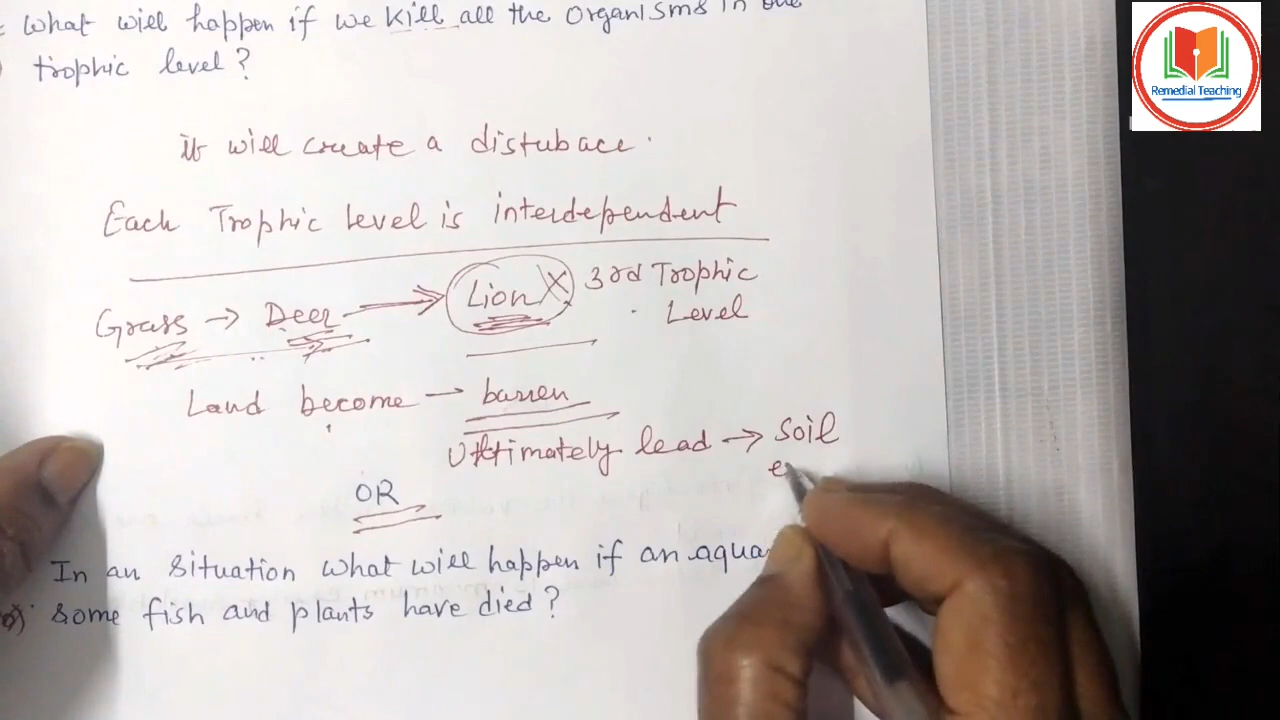 What will happen if we kill all the organisms in one
trophic level?
it will create a distubace.
Each Trophic Level is interdependent
Grass → Deer → Lion X 3rd Trophic
Level
Land become → barren
Ultimately lead → Soil
e
OR
In an situation what will happen if an aqua
some fish and plants have died?
Remedial Teaching